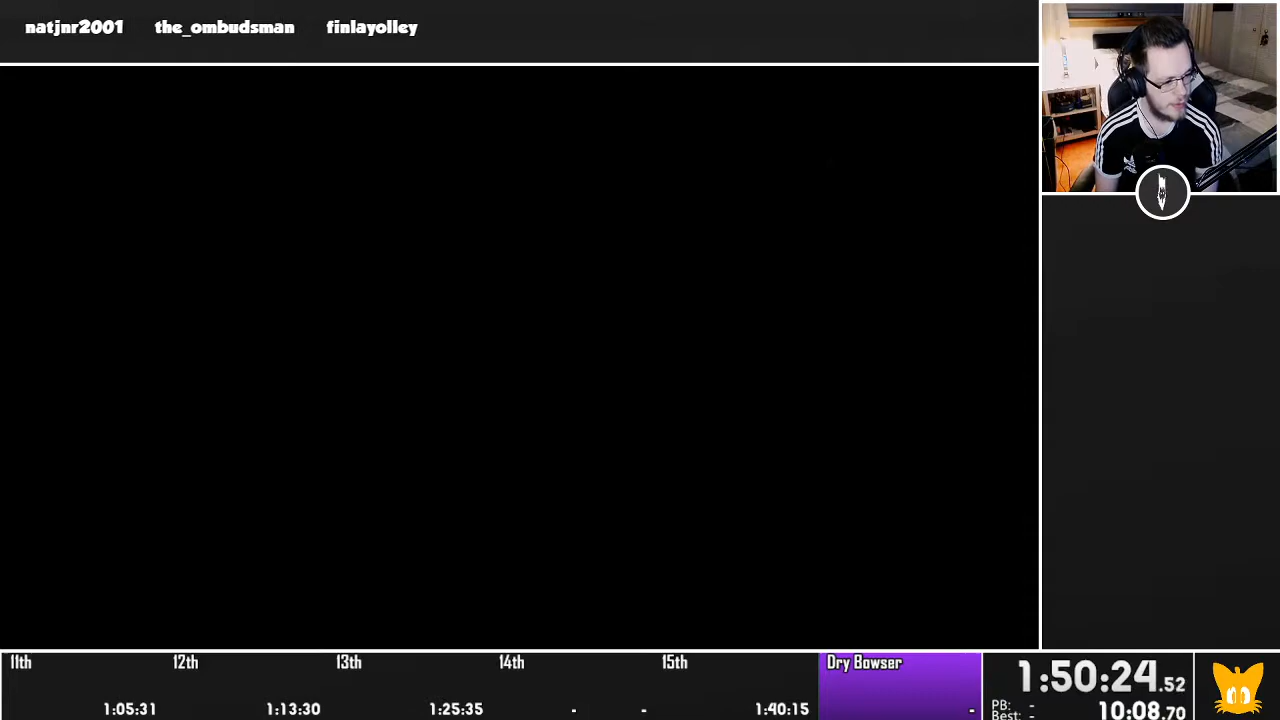 natjnr2001 the_ombudsman finlayolley
11th 12th 13th 14th 15th Dry Bowser
1:05:31 1:13:30 1:25:35 - - 1:40:15 -
1:50:24.52
PB: -
Best: - 10:08.70